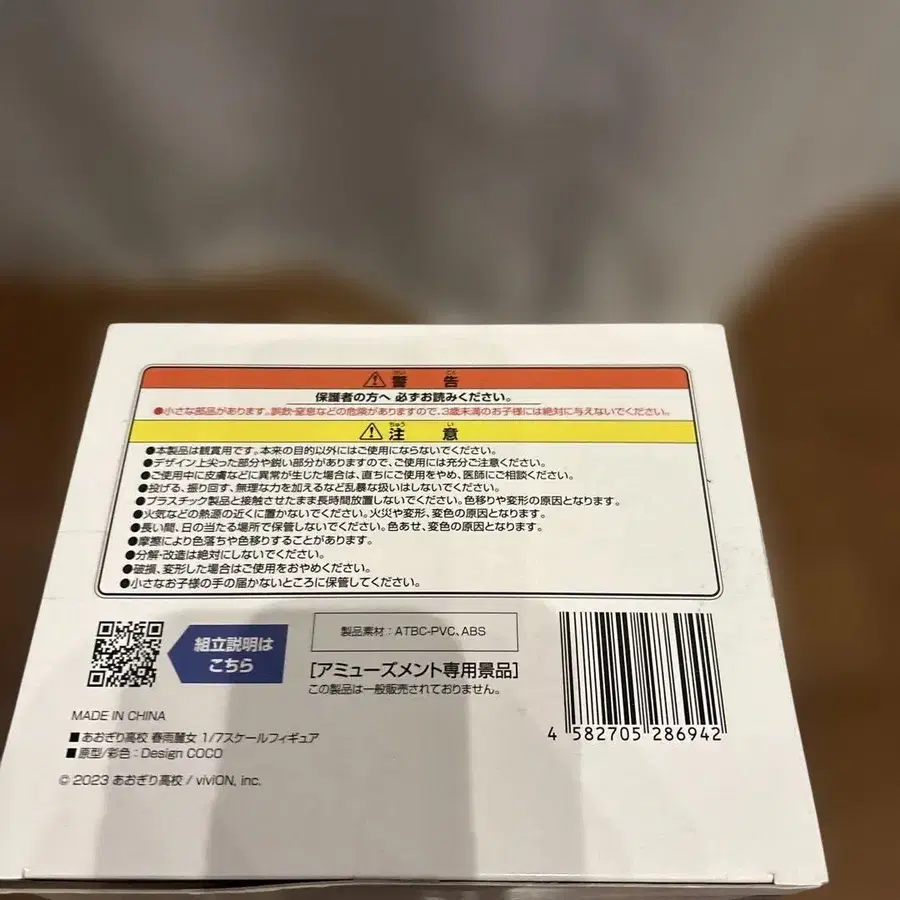 ⚠警告
保護者の方へ 必ずお読みください。
●小さな部品があります。誤飲・窒息などの危険がありますので、3歳未満のお子様には絶対に与えないでください。
⚠注意
●本製品は観賞用です。本来の目的以外にはご使用にならないでください。
●デザイン上尖った部分や鋭い部分がありますので、ご使用には充分ご注意ください。
●ご使用中に皮膚などに異常が生じた場合は、直ちにご使用をやめ、医師にご相談ください。
●投げる、振り回す、無理な力を加えるなど乱暴な扱いはしないでください。
●プラスチック製品と接触させたまま長時間放置しないでください。色移りや変形の原因となります。
●火気などの熱源の近くに置かないでください。火災や変形、変色の原因となります。
●長い間、日の当たる場所で保管しないでください。色あせ、変色の原因となります。
●摩擦により色落ちや色移りすることがあります。
●分解・改造は絶対にしないでください。
●破損、変形した場合はご使用をおやめください。
●小さなお子様の手の届かないところに保管してください。
組立説明は
こちら
製品素材：ATBC-PVC、ABS
[アミューズメント専用景品]
この製品は一般販売されておりません。
MADE IN CHINA
■あおぎり高校 春雨麗女 1/7スケールフィギュア
■原型/彩色：Design COCO
© 2023 あおぎり高校 / viviON, inc.
4 582705 286942